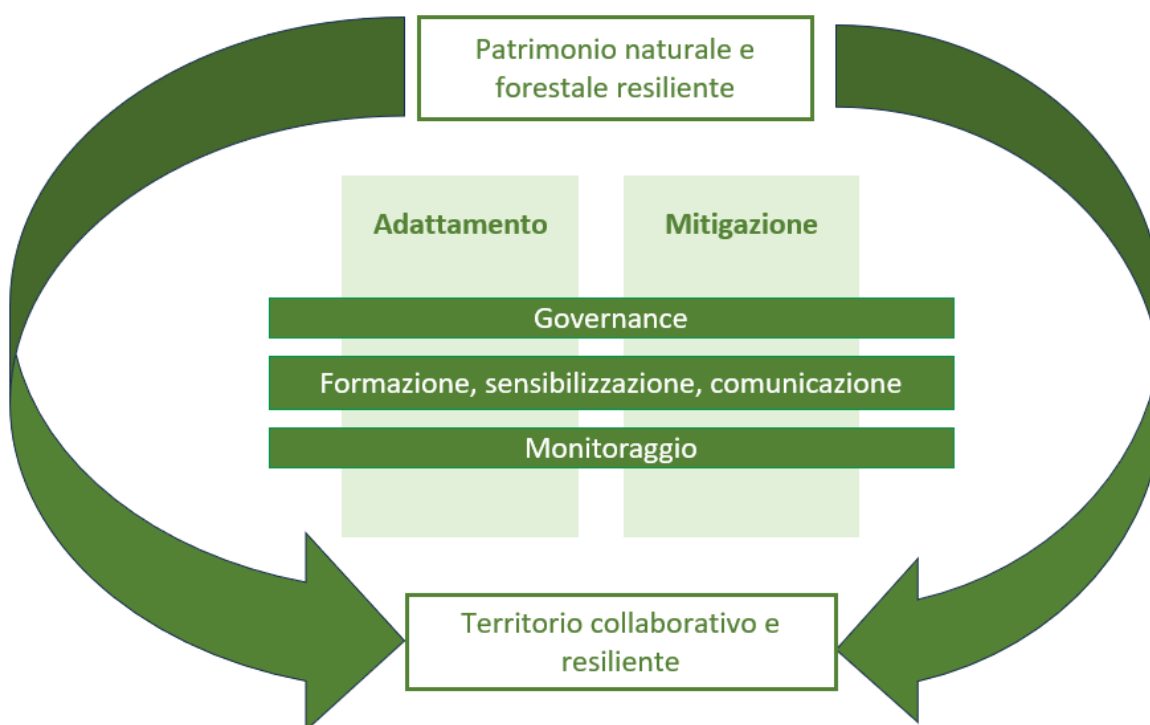 Patrimonio naturale e
forestale resiliente
Adattamento
Mitigazione
Governance
Formazione, sensibilizzazione, comunicazione
Monitoraggio
Territorio collaborativo e
resiliente